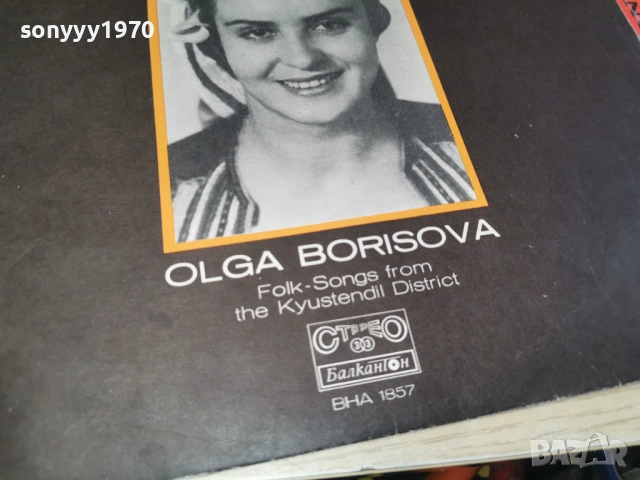 sonyyy1970
OLGA BORISOVA
Folk-Songs from
the Kyustendil District
СТЕРЕО
33
Балкантон
ВНА 1857
BAZAR